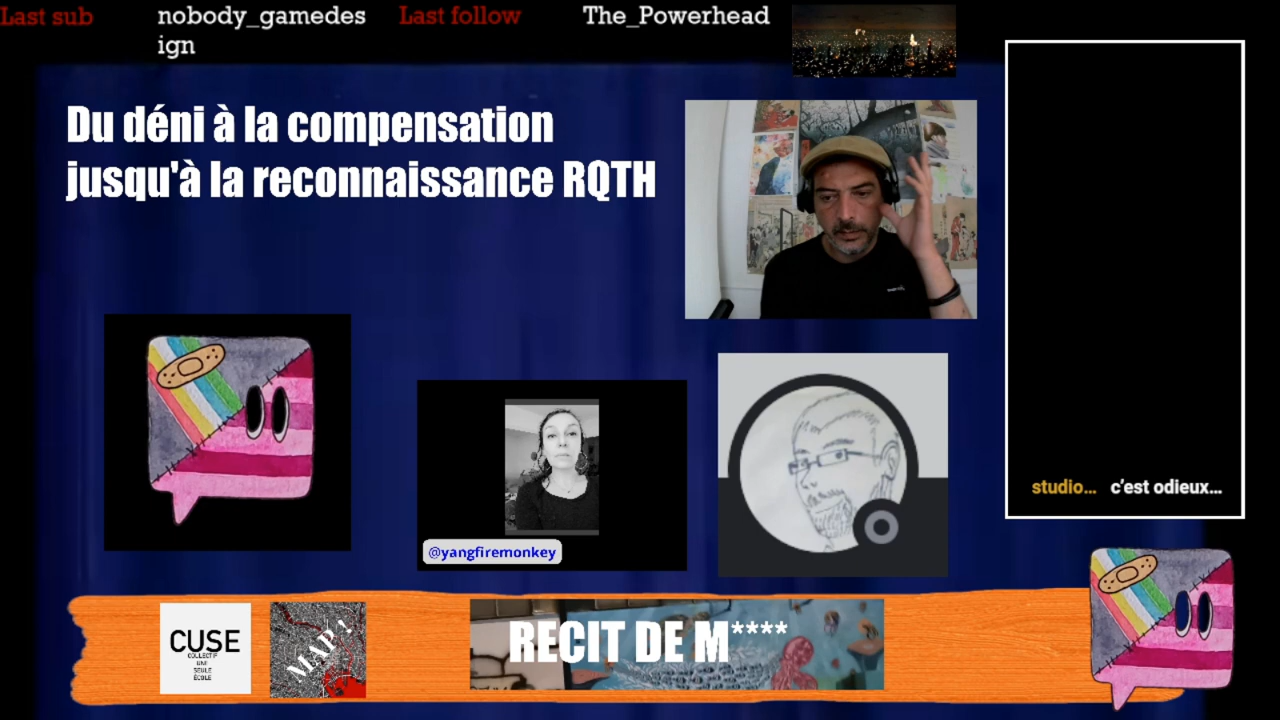 Last sub
nobody_gamedes
ign
Last follow
The_Powerhead
Du déni à la compensation
jusqu'à la reconnaissance RQTH
@yangfiremonkey
studio… c'est odieux…
CUSE
COLLECTIF
UNE
SEULE
ÉCOLE
MAP !
RECIT DE M****